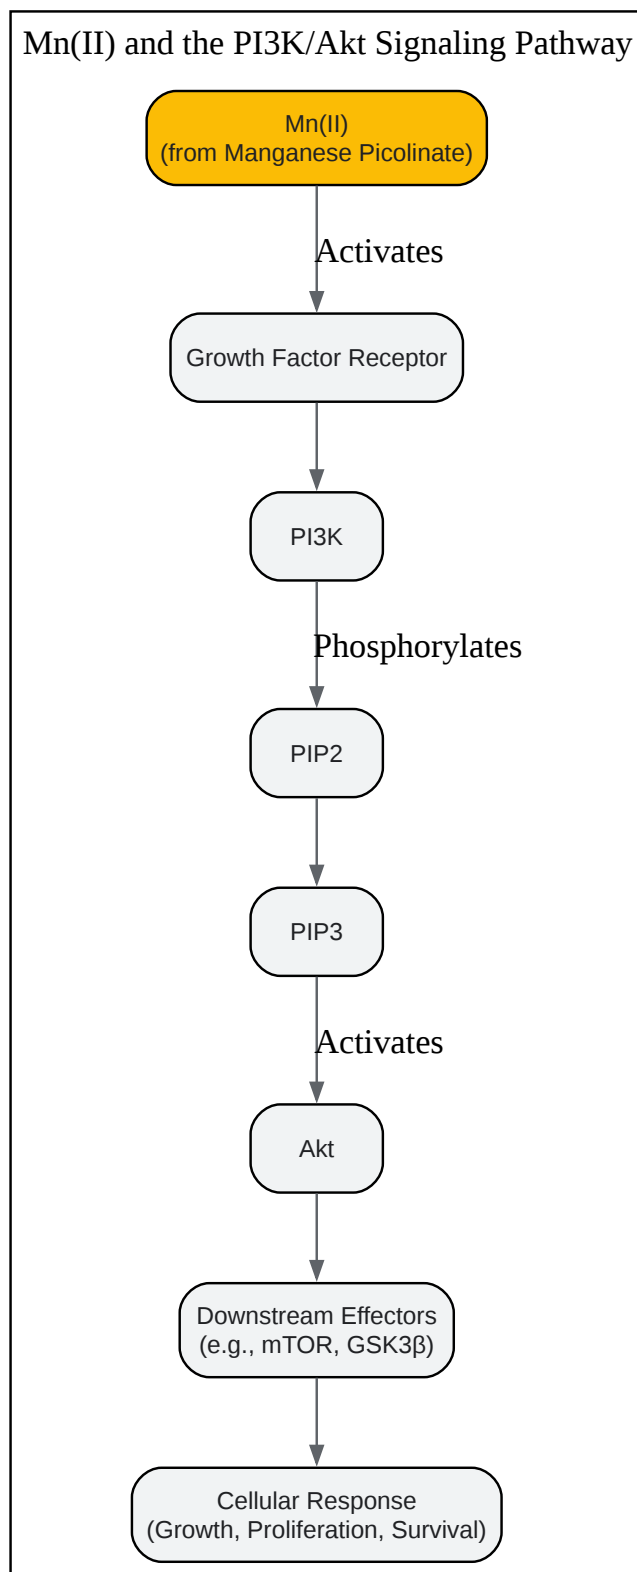 Mn(II) and the PI3K/Akt Signaling Pathway
Mn(II)
(from Manganese Picolinate)
Activates
Growth Factor Receptor
PI3K
Phosphorylates
PIP2
PIP3
Activates
Akt
Downstream Effectors
(e.g., mTOR, GSK3β)
Cellular Response
(Growth, Proliferation, Survival)